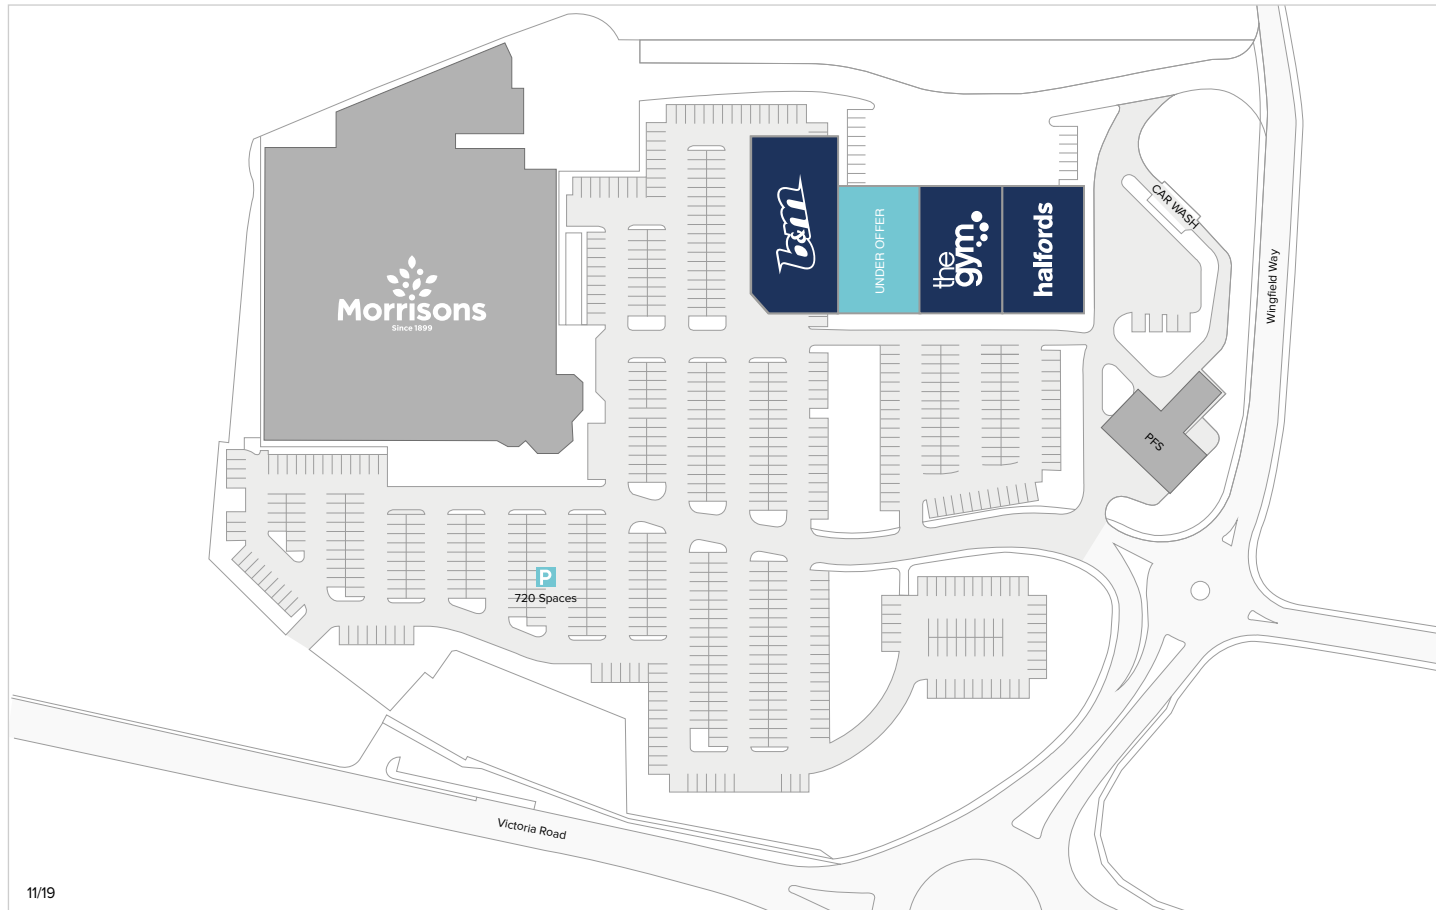 CAR WASH
b&m
UNDER OFFER
the
gym
halfords
Wingfield Way
Morrisons
Since 1899
PFS
P
720 Spaces
Victoria Road
11/19